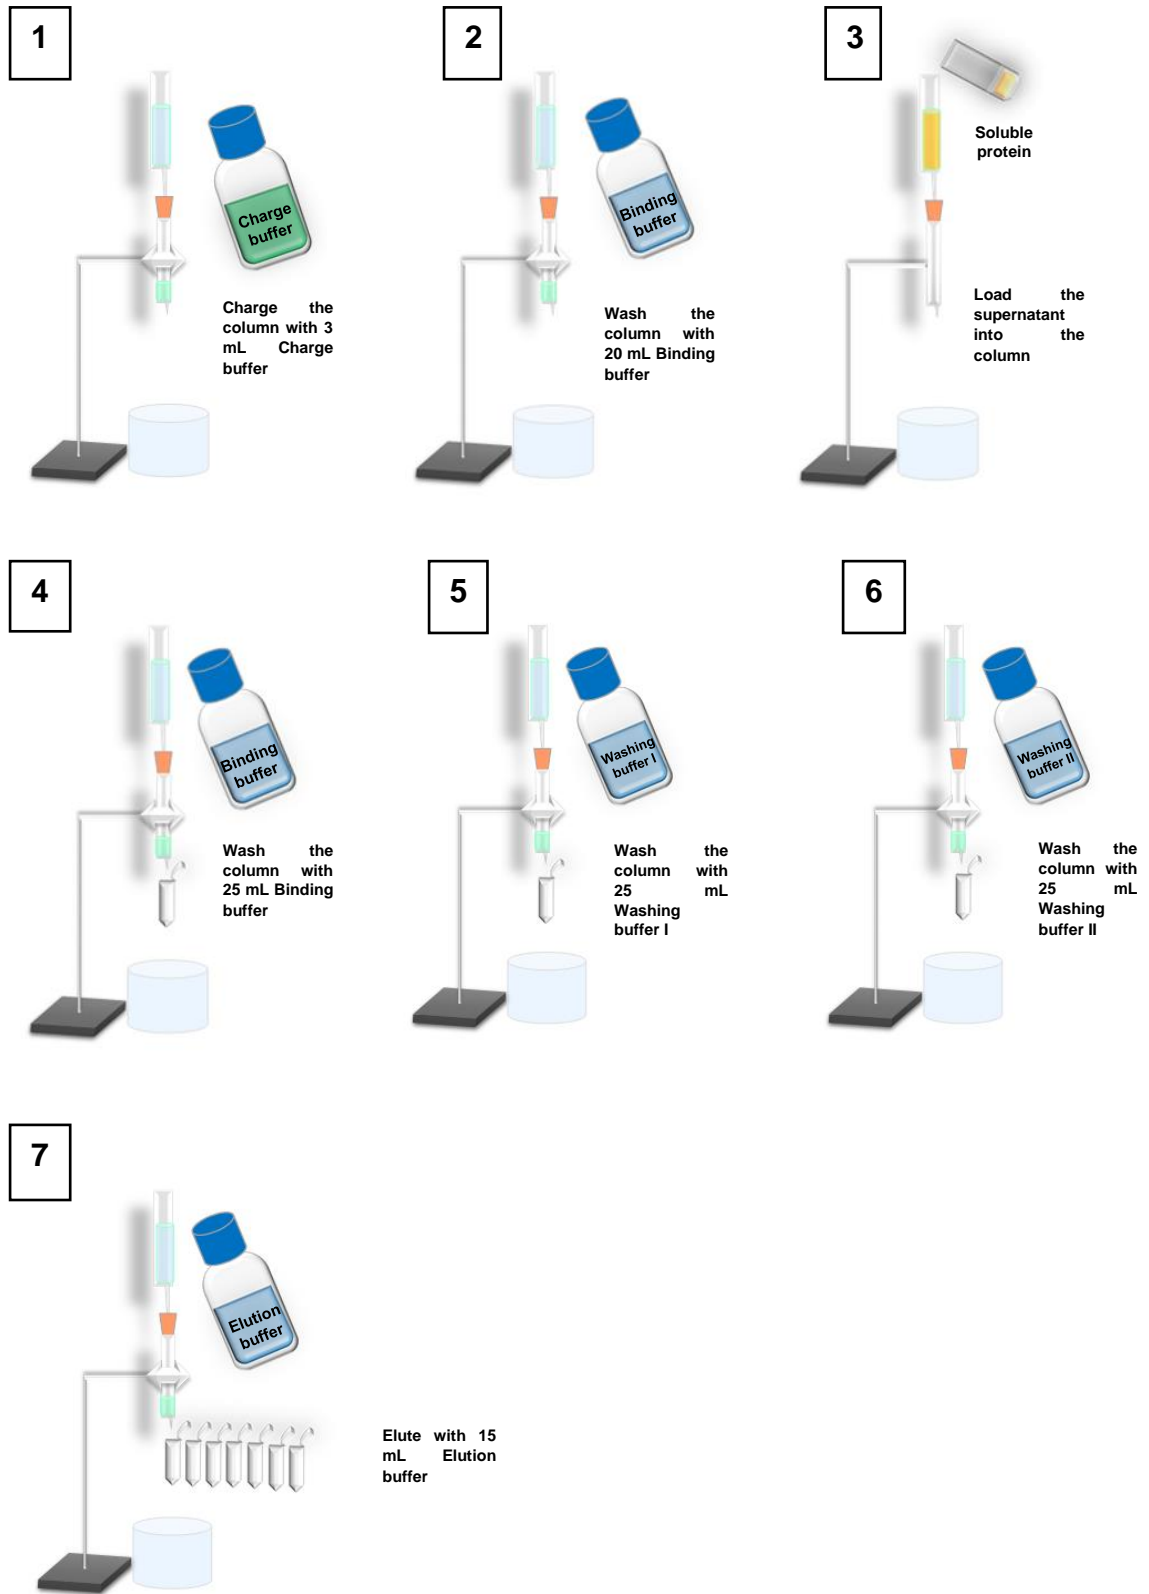 1
Charge
buffer
Charge the
column with 3
mL Charge
buffer
2
Binding
buffer
Wash the
column with
20 mL Binding
buffer
3
Soluble
protein
Load the
supernatant
into the
column
4
Binding
buffer
Wash the
column with
25 mL Binding
buffer
5
Washing
buffer I
Wash the
column with
25 mL
Washing
buffer I
6
Washing
buffer II
Wash the
column with
25 mL
Washing
buffer II
7
Elution
buffer
Elute with 15
mL Elution
buffer